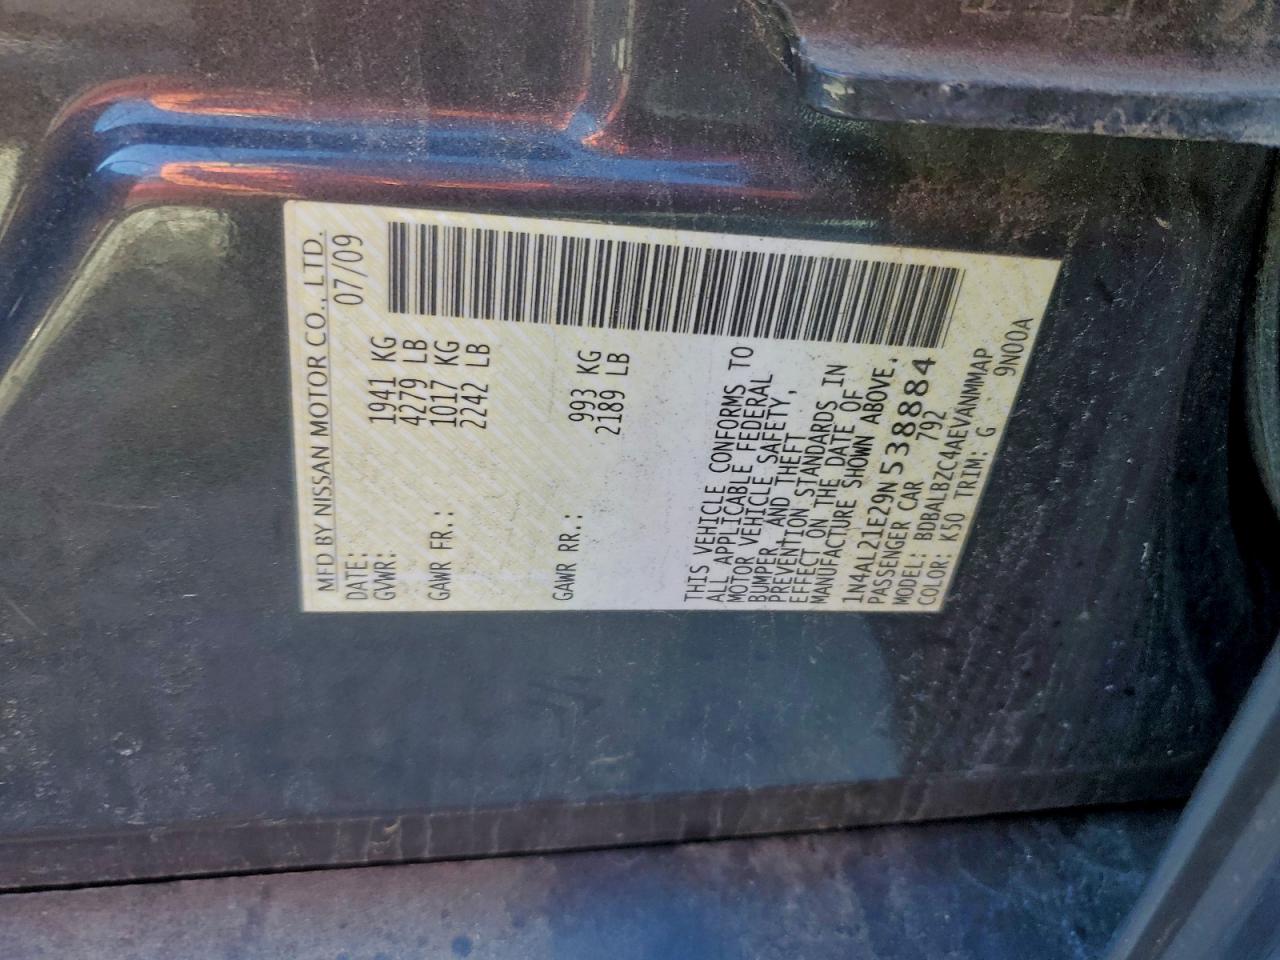 MFD BY NISSAN MOTOR CO., LTD.
DATE: 07/09
GVWR: 1941 KG
4279 LB
GAWR FR.: 1017 KG
2242 LB
GAWR RR.: 993 KG
2189 LB
THIS VEHICLE CONFORMS TO
ALL APPLICABLE FEDERAL
MOTOR VEHICLE SAFETY,
BUMPER, AND THEFT
PREVENTION STANDARDS IN
EFFECT ON THE DATE OF
MANUFACTURE SHOWN ABOVE.
1N4AL21E29N538884
PASSENGER CAR 792
MODEL: BDBALBZC4AEVANMMAP
COLOR: K50 TRIM: G 9N00A